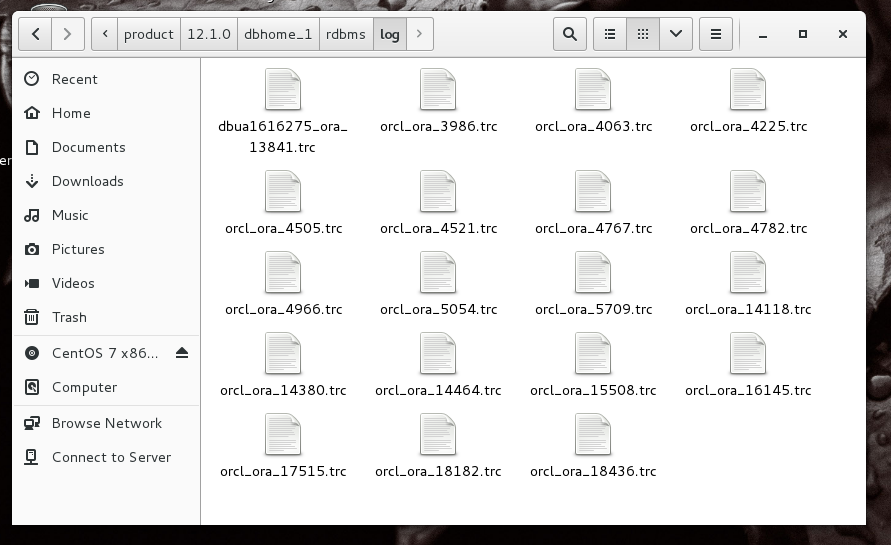 product 12.1.0 dbhome_1 rdbms log
Recent
Home
Documents
Downloads
Music
Pictures
Videos
Trash
CentOS 7 x86...
Computer
Browse Network
Connect to Server
dbua1616275_ora_
13841.trc
orcl_ora_3986.trc
orcl_ora_4063.trc
orcl_ora_4225.trc
orcl_ora_4505.trc
orcl_ora_4521.trc
orcl_ora_4767.trc
orcl_ora_4782.trc
orcl_ora_4966.trc
orcl_ora_5054.trc
orcl_ora_5709.trc
orcl_ora_14118.trc
orcl_ora_14380.trc
orcl_ora_14464.trc
orcl_ora_15508.trc
orcl_ora_16145.trc
orcl_ora_17515.trc
orcl_ora_18182.trc
orcl_ora_18436.trc